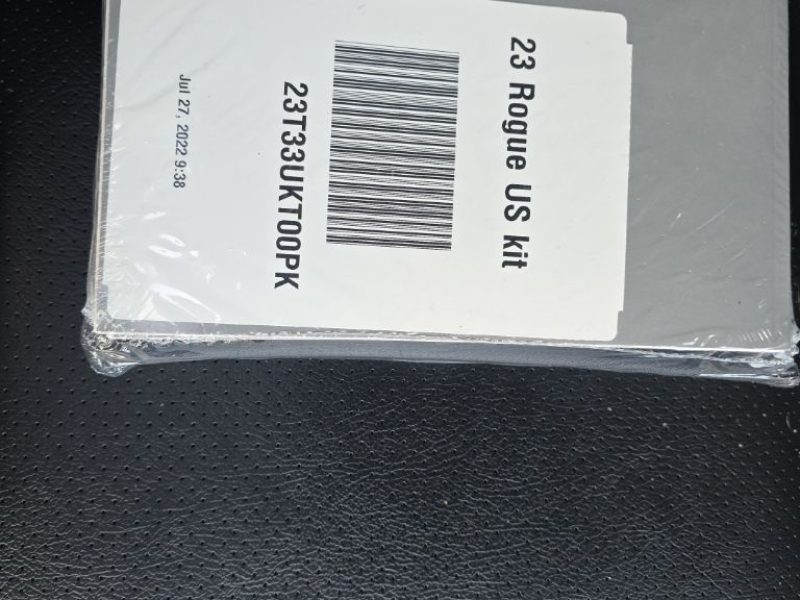 23 Rogue US kit
23T33UKT00PK
Jul 27, 2022 9:38